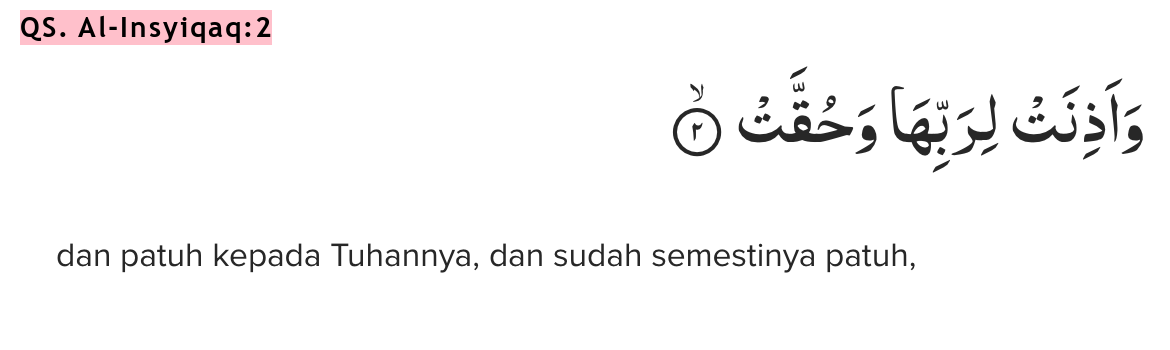 QS. Al-Insyiqaq:2
وَاَذِنَتْ لِرَبِّهَا وَحُقَّتْۙ ٢
dan patuh kepada Tuhannya, dan sudah semestinya patuh,